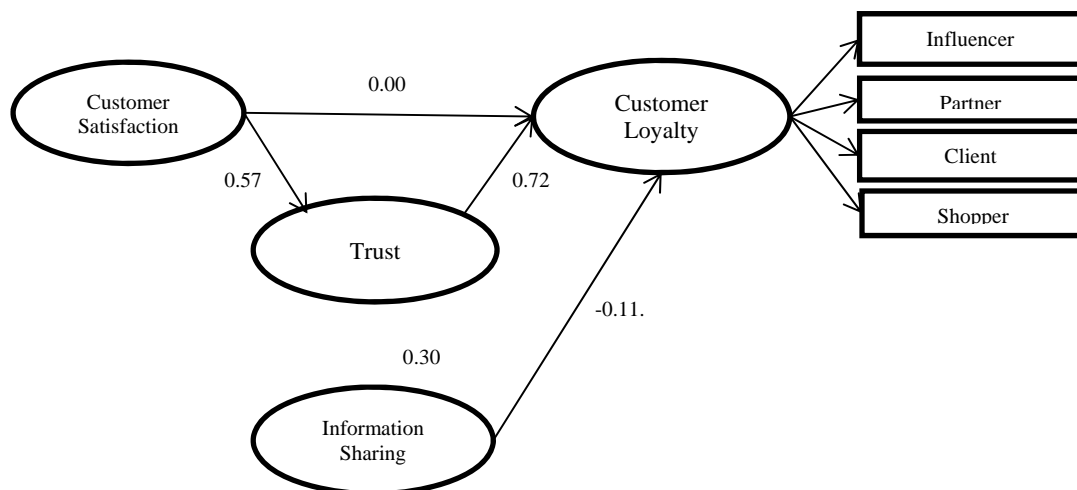 Influencer
0.00
Customer
Satisfaction
Customer
Loyalty
Partner
Client
0.57
0.72
Shopper
Trust
-0.11.
0.30
Information
Sharing